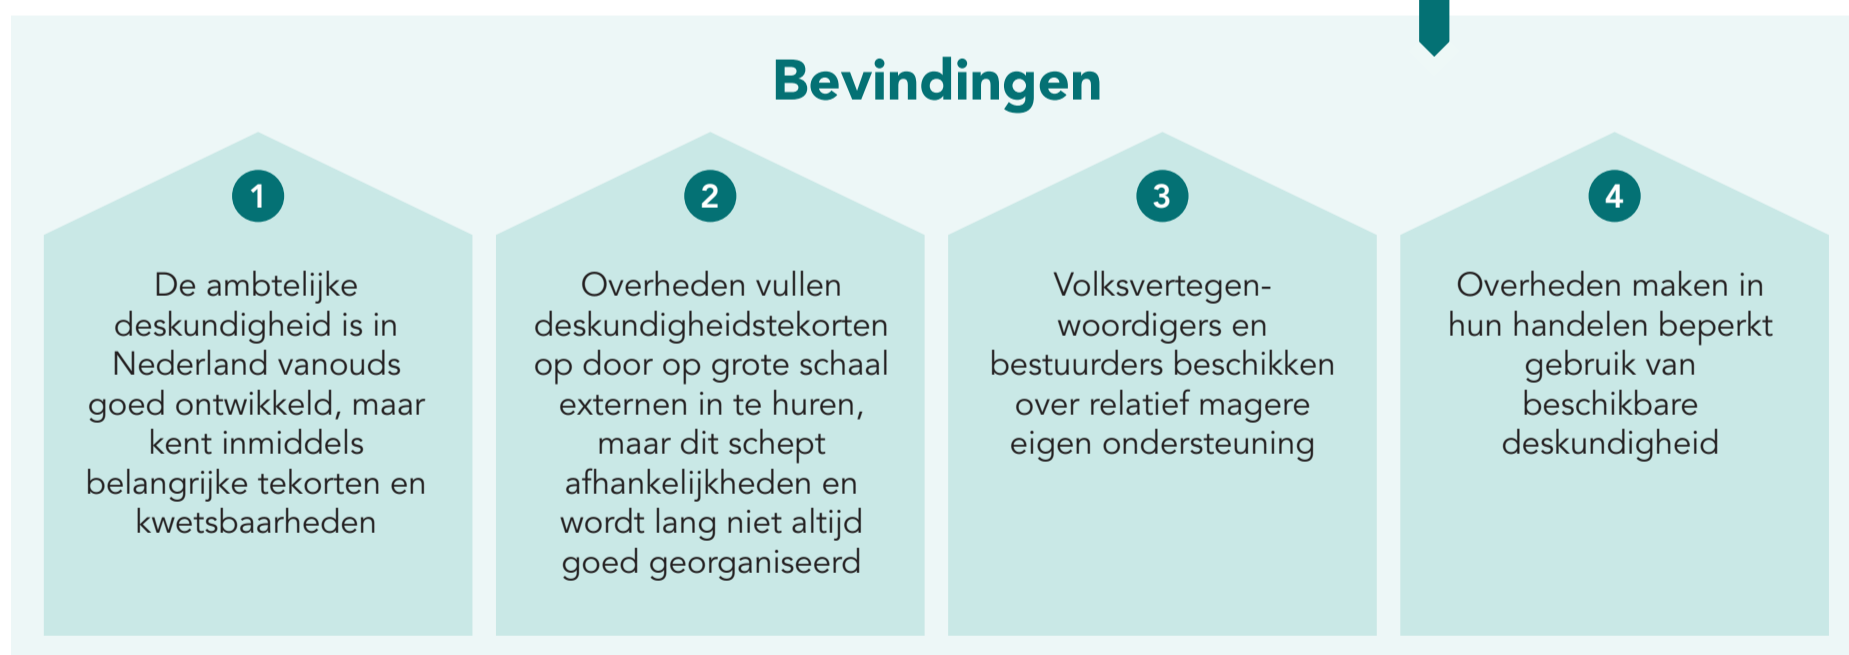 Bevindingen
1
De ambtelijke
deskundigheid is in
Nederland vanouds
goed ontwikkeld, maar
kent inmiddels
belangrijke tekorten en
kwetsbaarheden
2
Overheden vullen
deskundigheidstekorten
op door op grote schaal
externen in te huren,
maar dit schept
afhankelijkheden en
wordt lang niet altijd
goed georganiseerd
3
Volksvertegen-
woordigers en
bestuurders beschikken
over relatief magere
eigen ondersteuning
4
Overheden maken in
hun handelen beperkt
gebruik van
beschikbare
deskundigheid